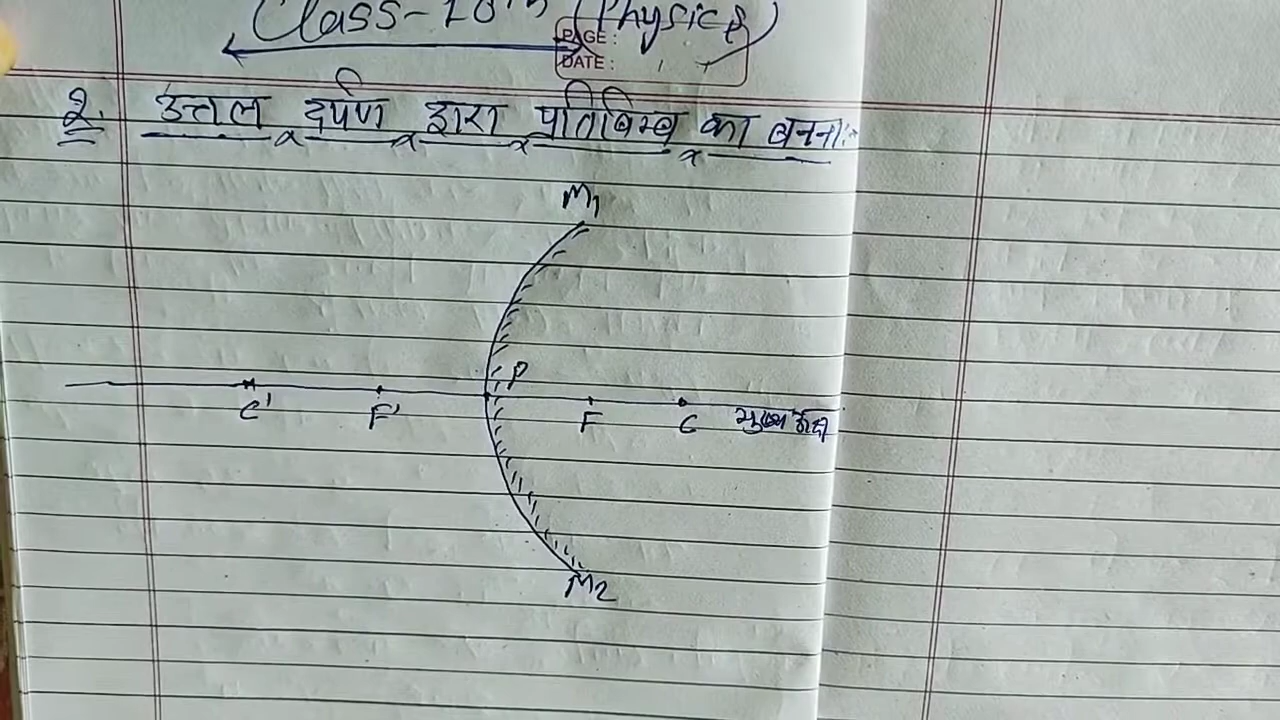 Class-10th (Physics)
PAGE :
DATE :
2. उत्तल दर्पण द्वारा प्रतिबिम्ब का बनना:-
M1
P
C' F' F C मुख्य अक्ष
M2